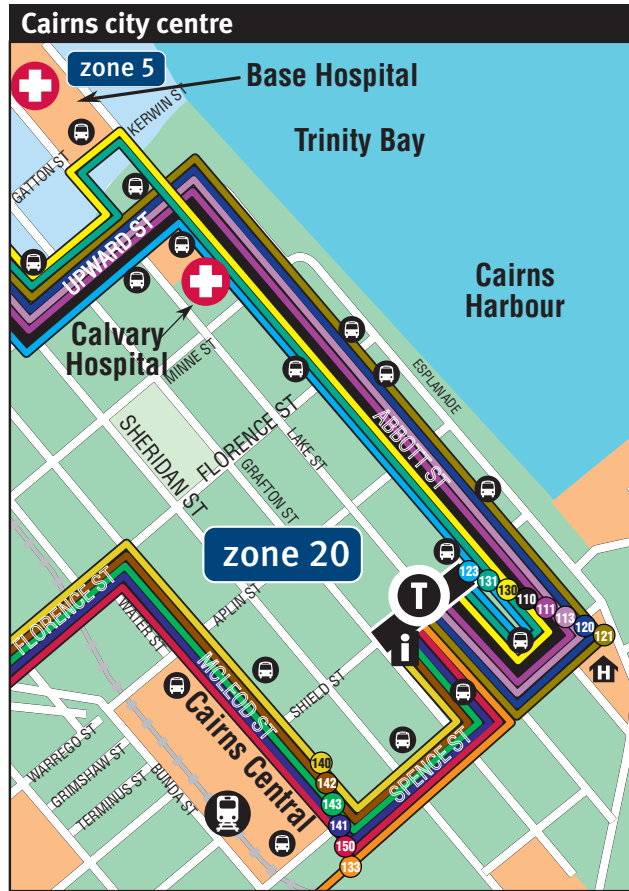 Cairns city centre
zone 5
Base Hospital
KERWIN ST
Trinity Bay
GATTON ST
UPWARD ST
Cairns
Harbour
Calvary
Hospital
MINNE ST
ESPLANADE
SHERIDAN ST
FLORENCE ST
LAKE ST
ABBOTT ST
GRAFTON ST
zone 20
T
i
123
131
130
110
111
113
120
121
H
FLORENCE ST
WATER ST
APLIN ST
MCLEOD ST
SHIELD ST
SPENCE ST
Cairns Central
WARREGO ST
GRIMSHAW ST
TERMINUS ST
BUNDA ST
140
142
143
141
150
133